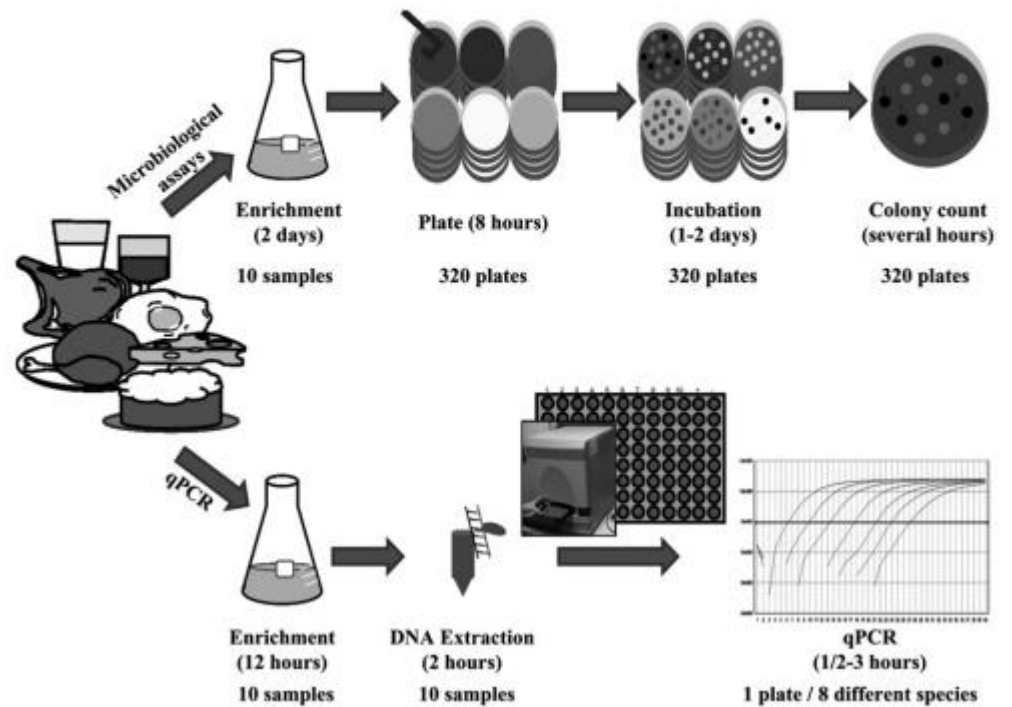 Microbiological
assays
Enrichment
(2 days)
10 samples
Plate (8 hours)
320 plates
Incubation
(1-2 days)
320 plates
Colony count
(several hours)
320 plates
qPCR
Enrichment
(12 hours)
10 samples
DNA Extraction
(2 hours)
10 samples
qPCR
(1/2-3 hours)
1 plate / 8 different species